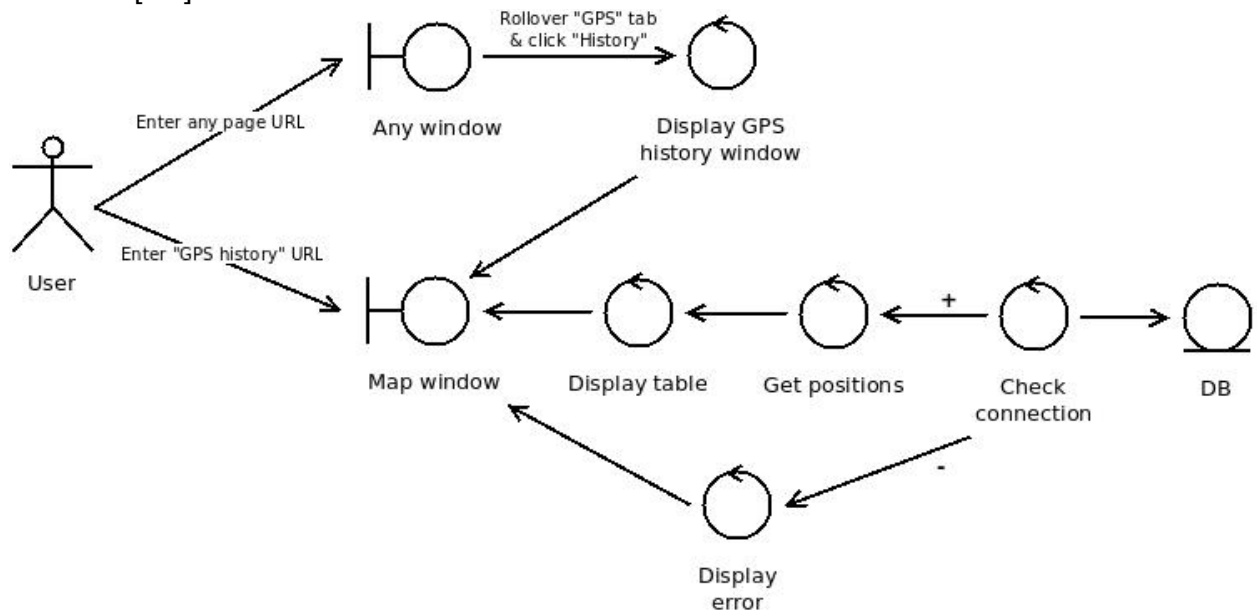 Rollover "GPS" tab
& click "History"
Enter any page URL
Any window
Display GPS
history window
Enter "GPS history" URL
User
+
Map window
Display table
Get positions
Check
connection
DB
-
Display
error